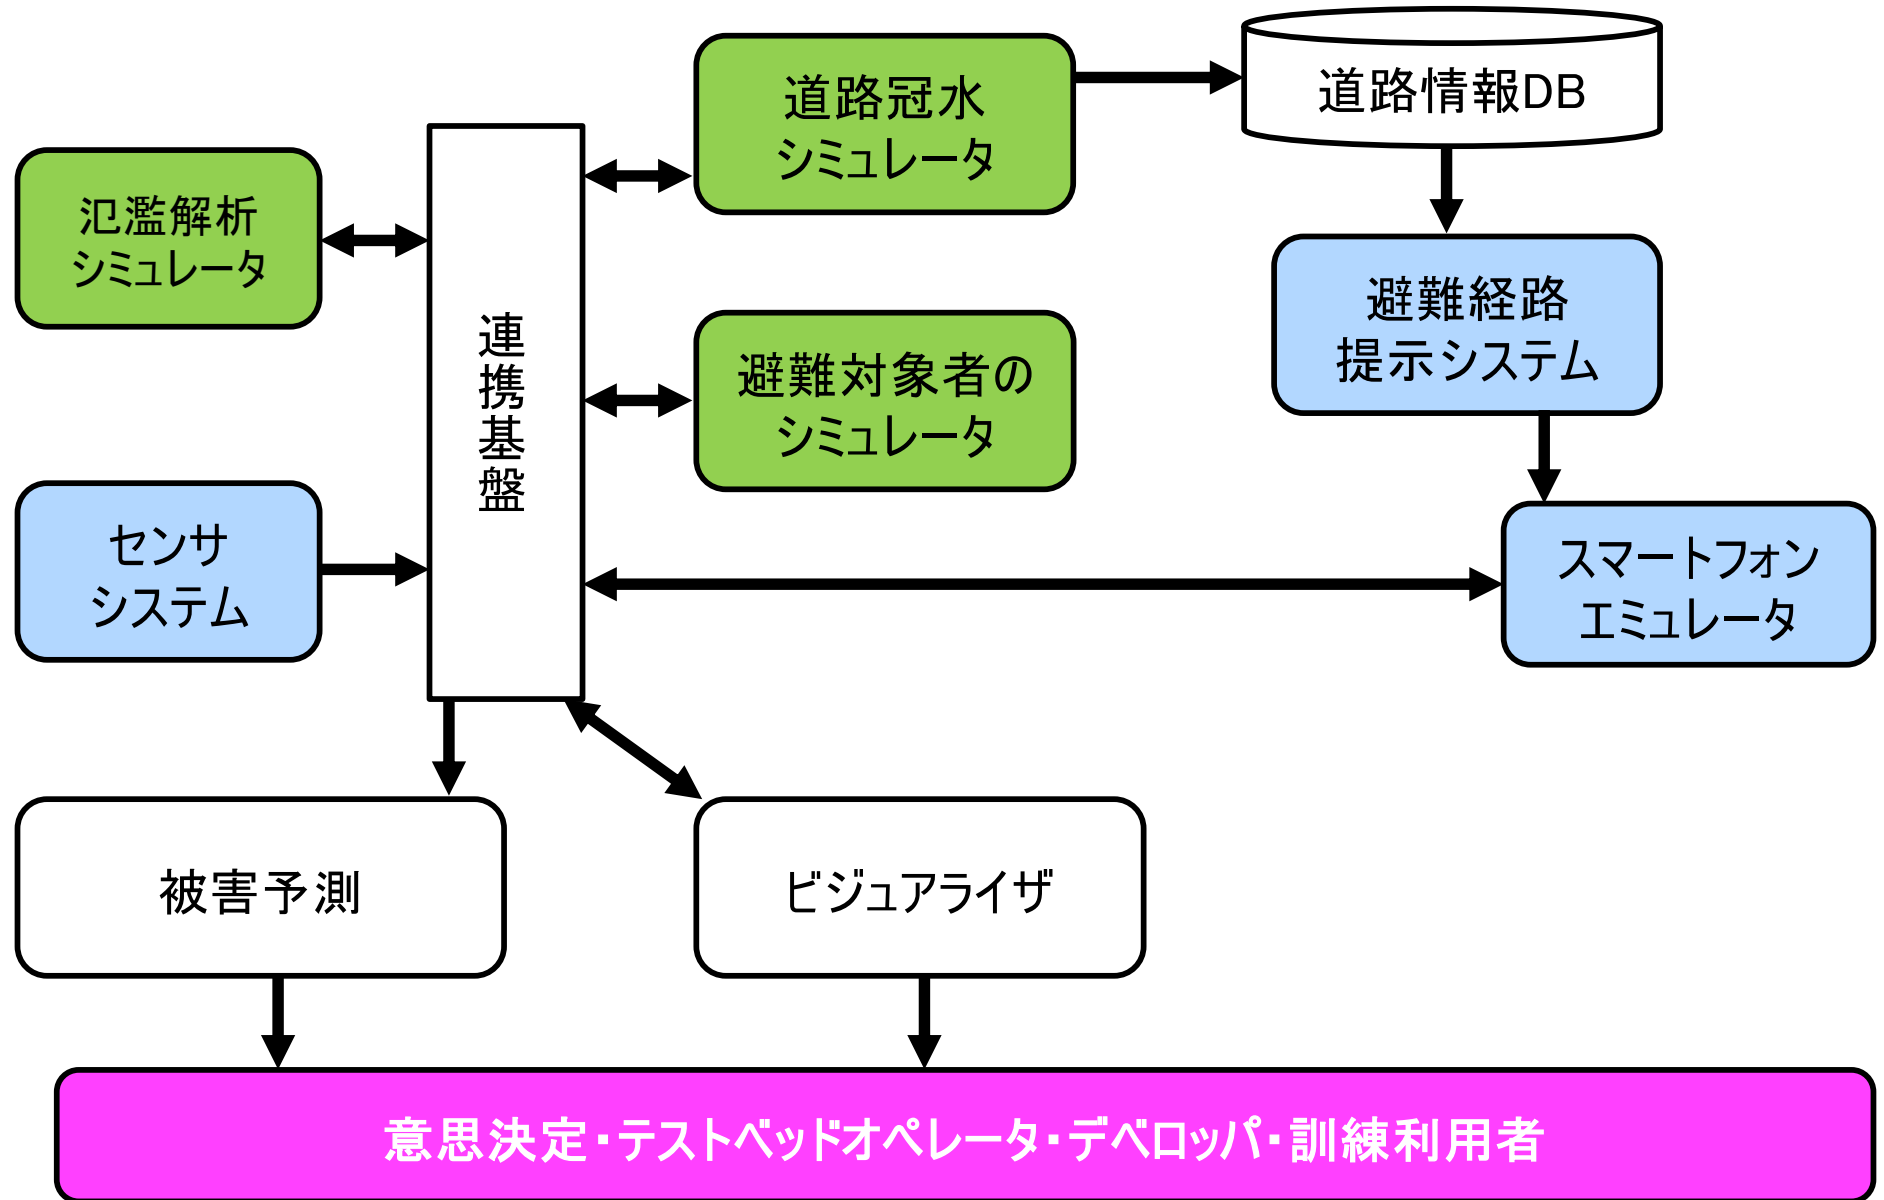 道路冠水
シミュレータ
道路情報DB
氾濫解析
シミュレータ
連携基盤
避難対象者の
シミュレータ
避難経路
提示システム
センサ
システム
スマートフォン
エミュレータ
被害予測
ビジュアライザ
意思決定・テストベッドオペレータ・デベロッパ・訓練利用者